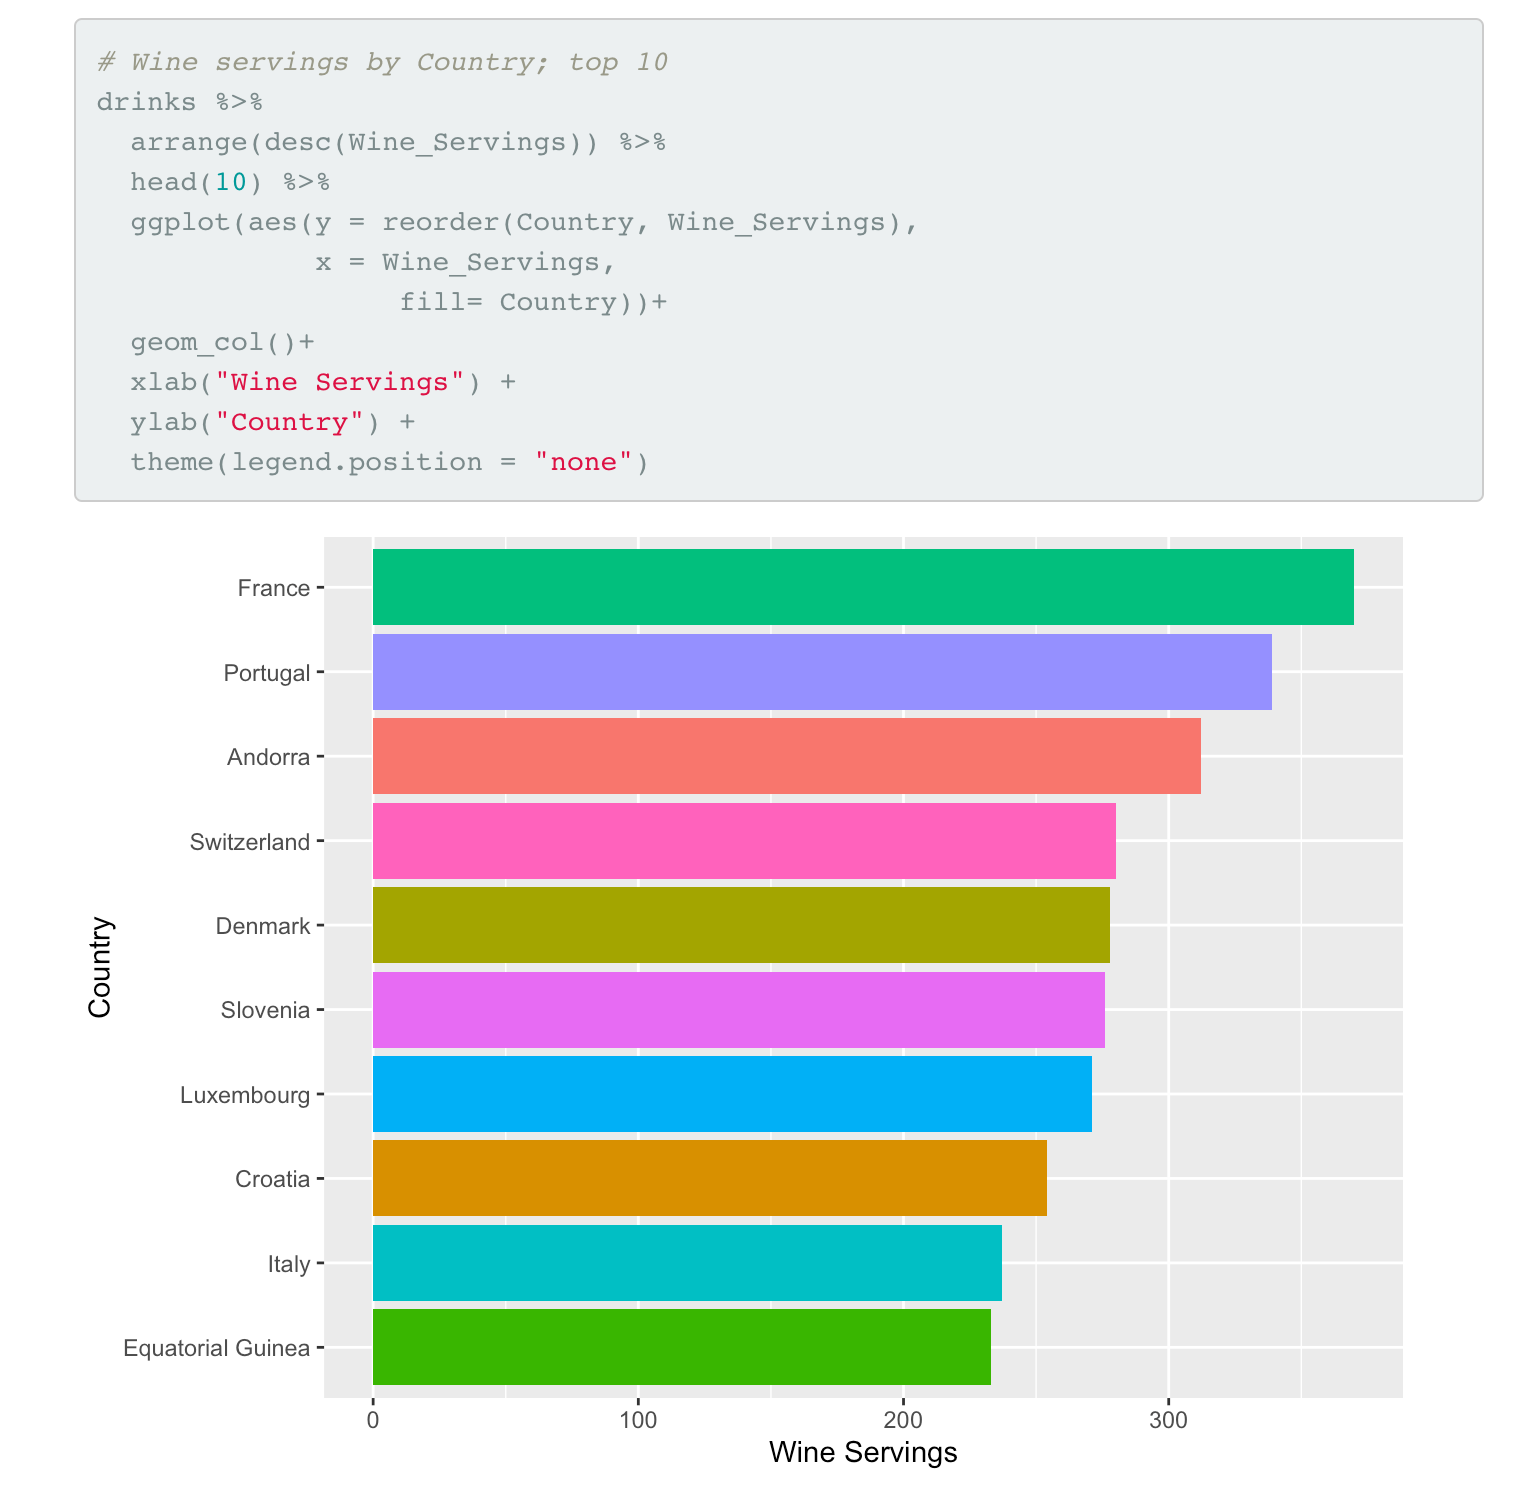 # Wine servings by Country; top 10
drinks %>%
  arrange(desc(Wine_Servings)) %>%
  head(10) %>%
  ggplot(aes(y = reorder(Country, Wine_Servings),
             x = Wine_Servings,
                  fill= Country))+
  geom_col()+
  xlab("Wine Servings") +
  ylab("Country") +
  theme(legend.position = "none")
France
Portugal
Andorra
Switzerland
Denmark
Slovenia
Luxembourg
Croatia
Italy
Equatorial Guinea
Country
0 100 200 300
Wine Servings